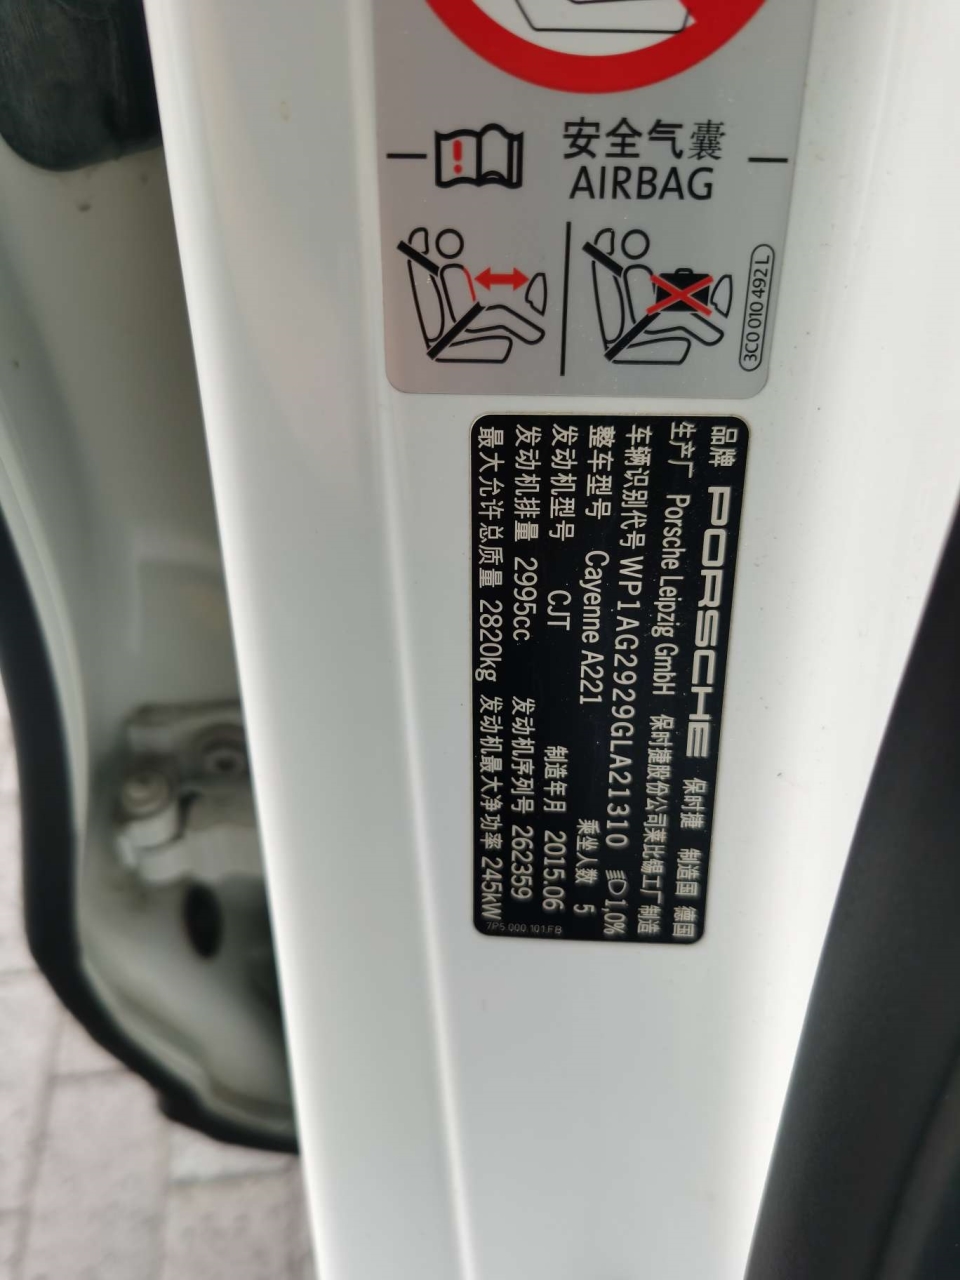 安全气囊
AIRBAG
3C0 010 492 L
品牌 PORSCHE 保时捷 制造国 德国
生产厂 Porsche Leipzig GmbH 保时捷股份公司莱比锡工厂 制造
车辆识别代号 WP1AG2929GLA21310 1,0%
整车型号 Cayenne A221 乘坐人数 5
发动机型号 CJT 制造年月 2015.06
发动机排量 2995cc 发动机序列号 262359
最大允许总质量 2820kg 发动机最大净功率 245kW
7P5.000.101.FB